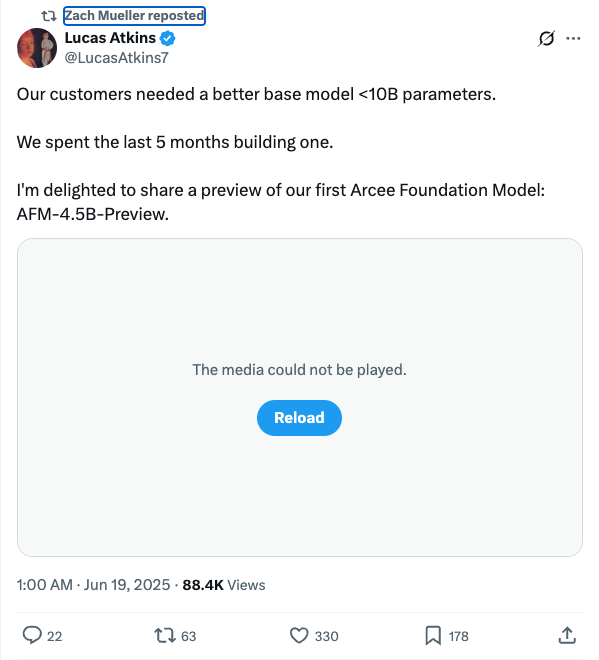 Zach Mueller reposted
Lucas Atkins
@LucasAtkins7
Our customers needed a better base model <10B parameters.
We spent the last 5 months building one.
I'm delighted to share a preview of our first Arcee Foundation Model:
AFM-4.5B-Preview.
The media could not be played.
Reload
1:00 AM · Jun 19, 2025 · 88.4K Views
22 63 330 178